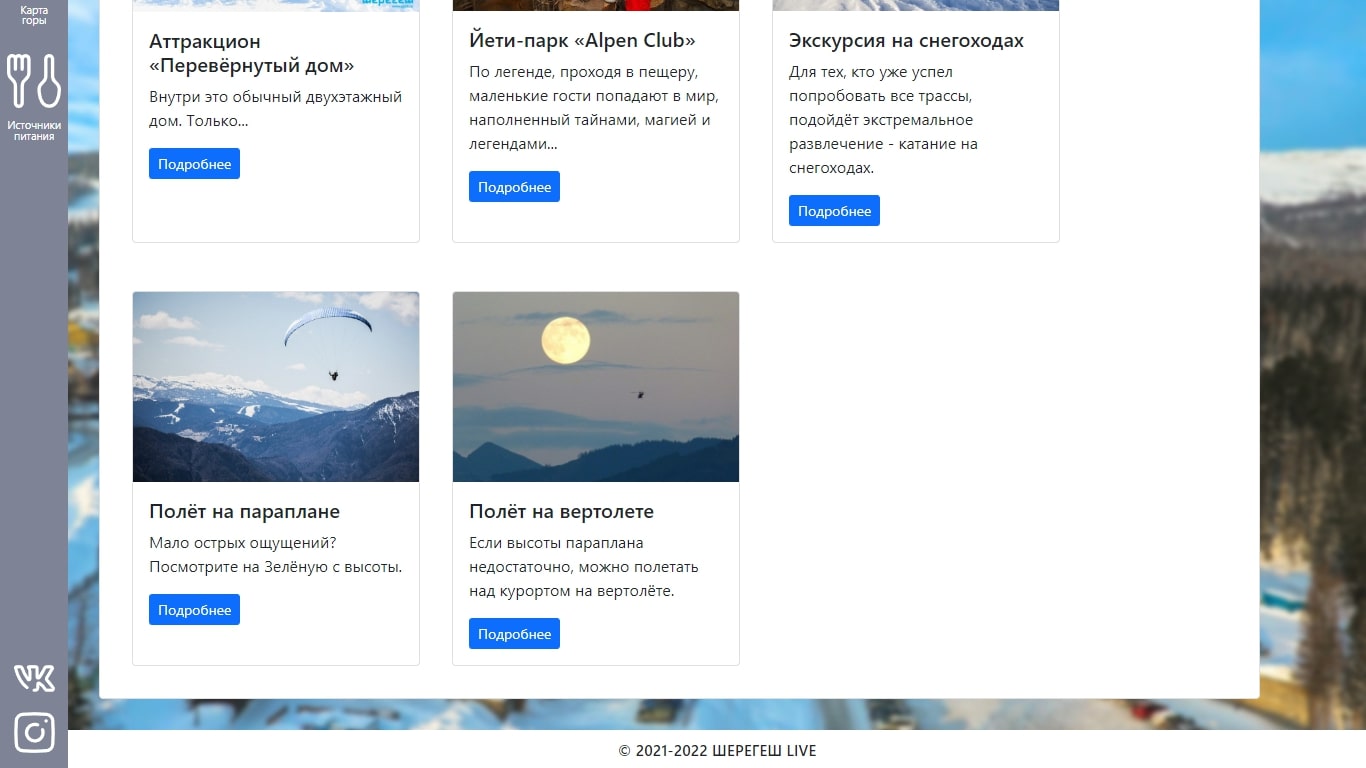 Карта
горы
Источники
питания
ШЕРЕГЕШ
Аттракцион
«Перевёрнутый дом»
Внутри это обычный двухэтажный
дом. Только...
Подробнее
Йети-парк «Alpen Club»
По легенде, проходя в пещеру,
маленькие гости попадают в мир,
наполненный тайнами, магией и
легендами...
Подробнее
Экскурсия на снегоходах
Для тех, кто уже успел
попробовать все трассы,
подойдёт экстремальное
развлечение - катание на
снегоходах.
Подробнее
Полёт на параплане
Мало острых ощущений?
Посмотрите на Зелёную с высоты.
Подробнее
Полёт на вертолете
Если высоты параплана
недостаточно, можно полетать
над курортом на вертолёте.
Подробнее
© 2021-2022 ШЕРЕГЕШ LIVE